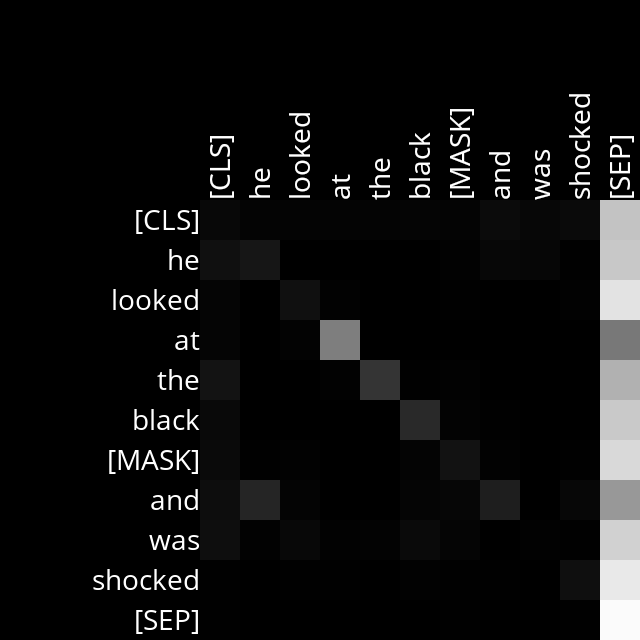 [CLS] he looked at the black [MASK] and was shocked [SEP]
[CLS]
he
looked
at
the
black
[MASK]
and
was
shocked
[SEP]